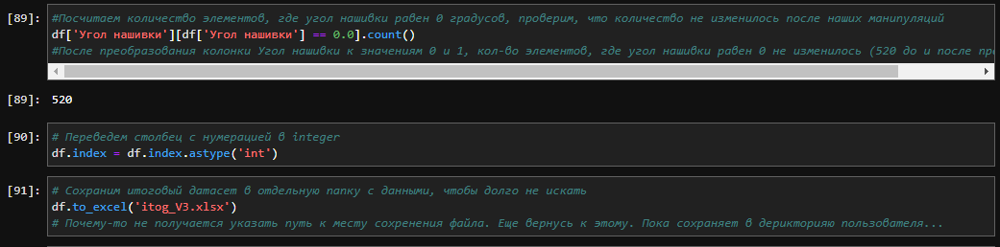 [89]: #Посчитаем количество элементов, где угол нашивки равен 0 градусов, проверим, что количество не изменилось после наших манипуляций
df['Угол нашивки'][df['Угол нашивки'] == 0.0].count()
#После преобразования колонки Угол нашивки к значениям 0 и 1, кол-во элементов, где угол нашивки равен 0 не изменилось (520 до и после пре
[89]: 520
[90]: # Переведем столбец с нумерацией в integer
df.index = df.index.astype('int')
[91]: # Сохраним итоговый датасет в отдельную папку с данными, чтобы долго не искать
df.to_excel('itog_V3.xlsx')
# Почему-то не получается указать путь к месту сохренения файла. Еще вернусь к этому. Пока сохраняет в дерикторияю пользователя...